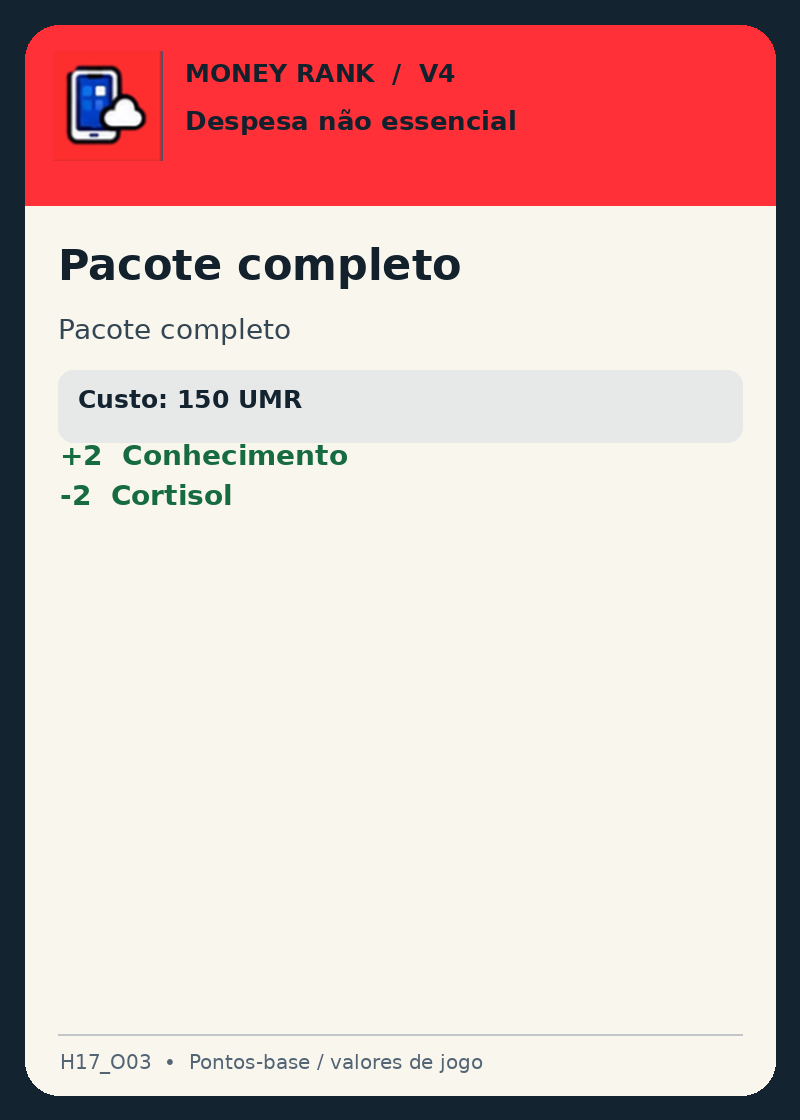 MONEY RANK / V4
Despesa não essencial
Pacote completo
Pacote completo
Custo: 150 UMR
+2 Conhecimento
-2 Cortisol
H17_O03 • Pontos-base / valores de jogo